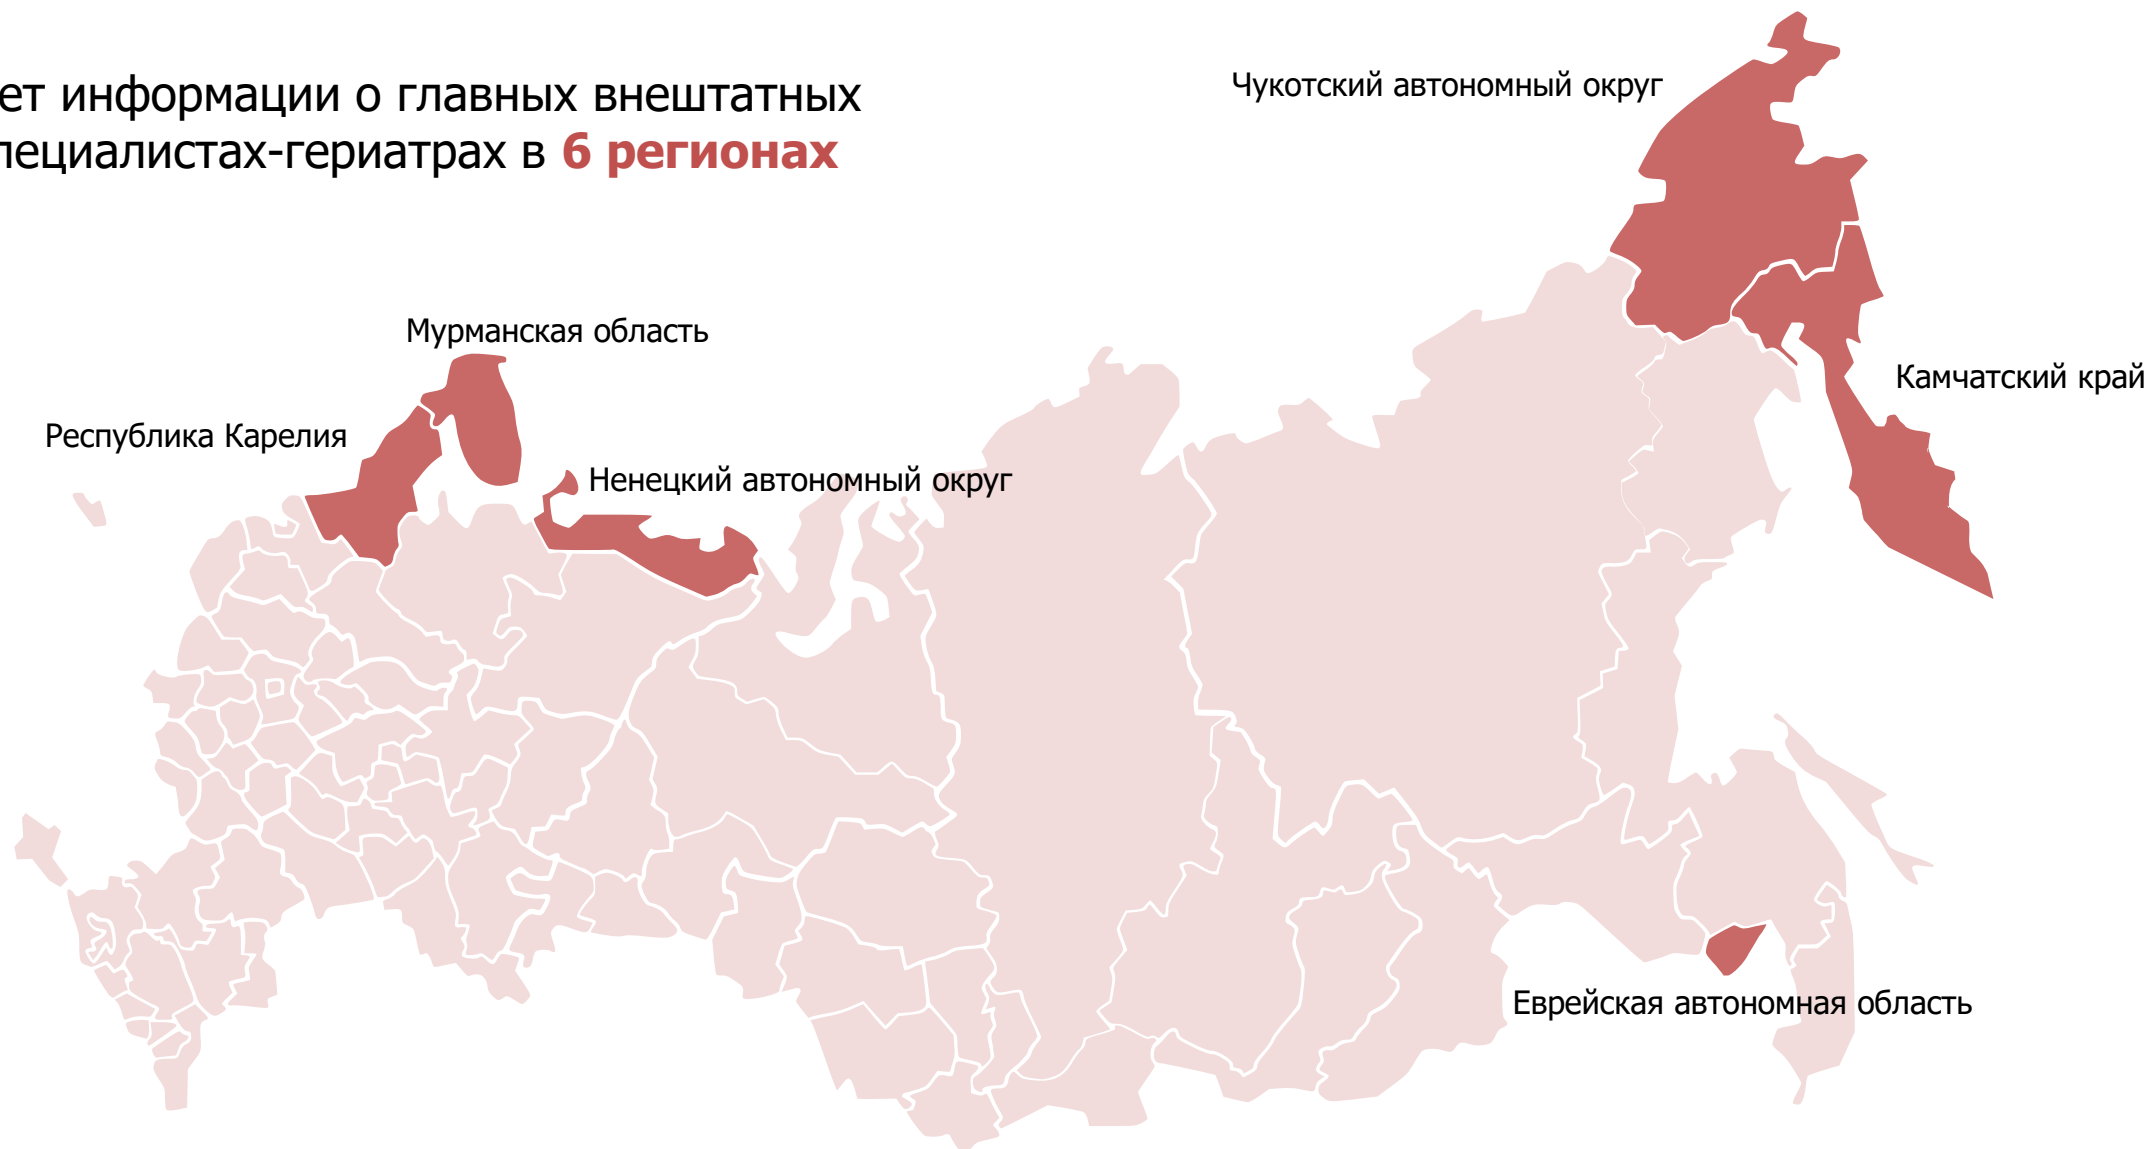 ет информации о главных внештатных
пециалистах-гериатрах в 6 регионах
Чукотский автономный округ
Мурманская область
Камчатский край
Республика Карелия
Ненецкий автономный округ
Еврейская автономная область